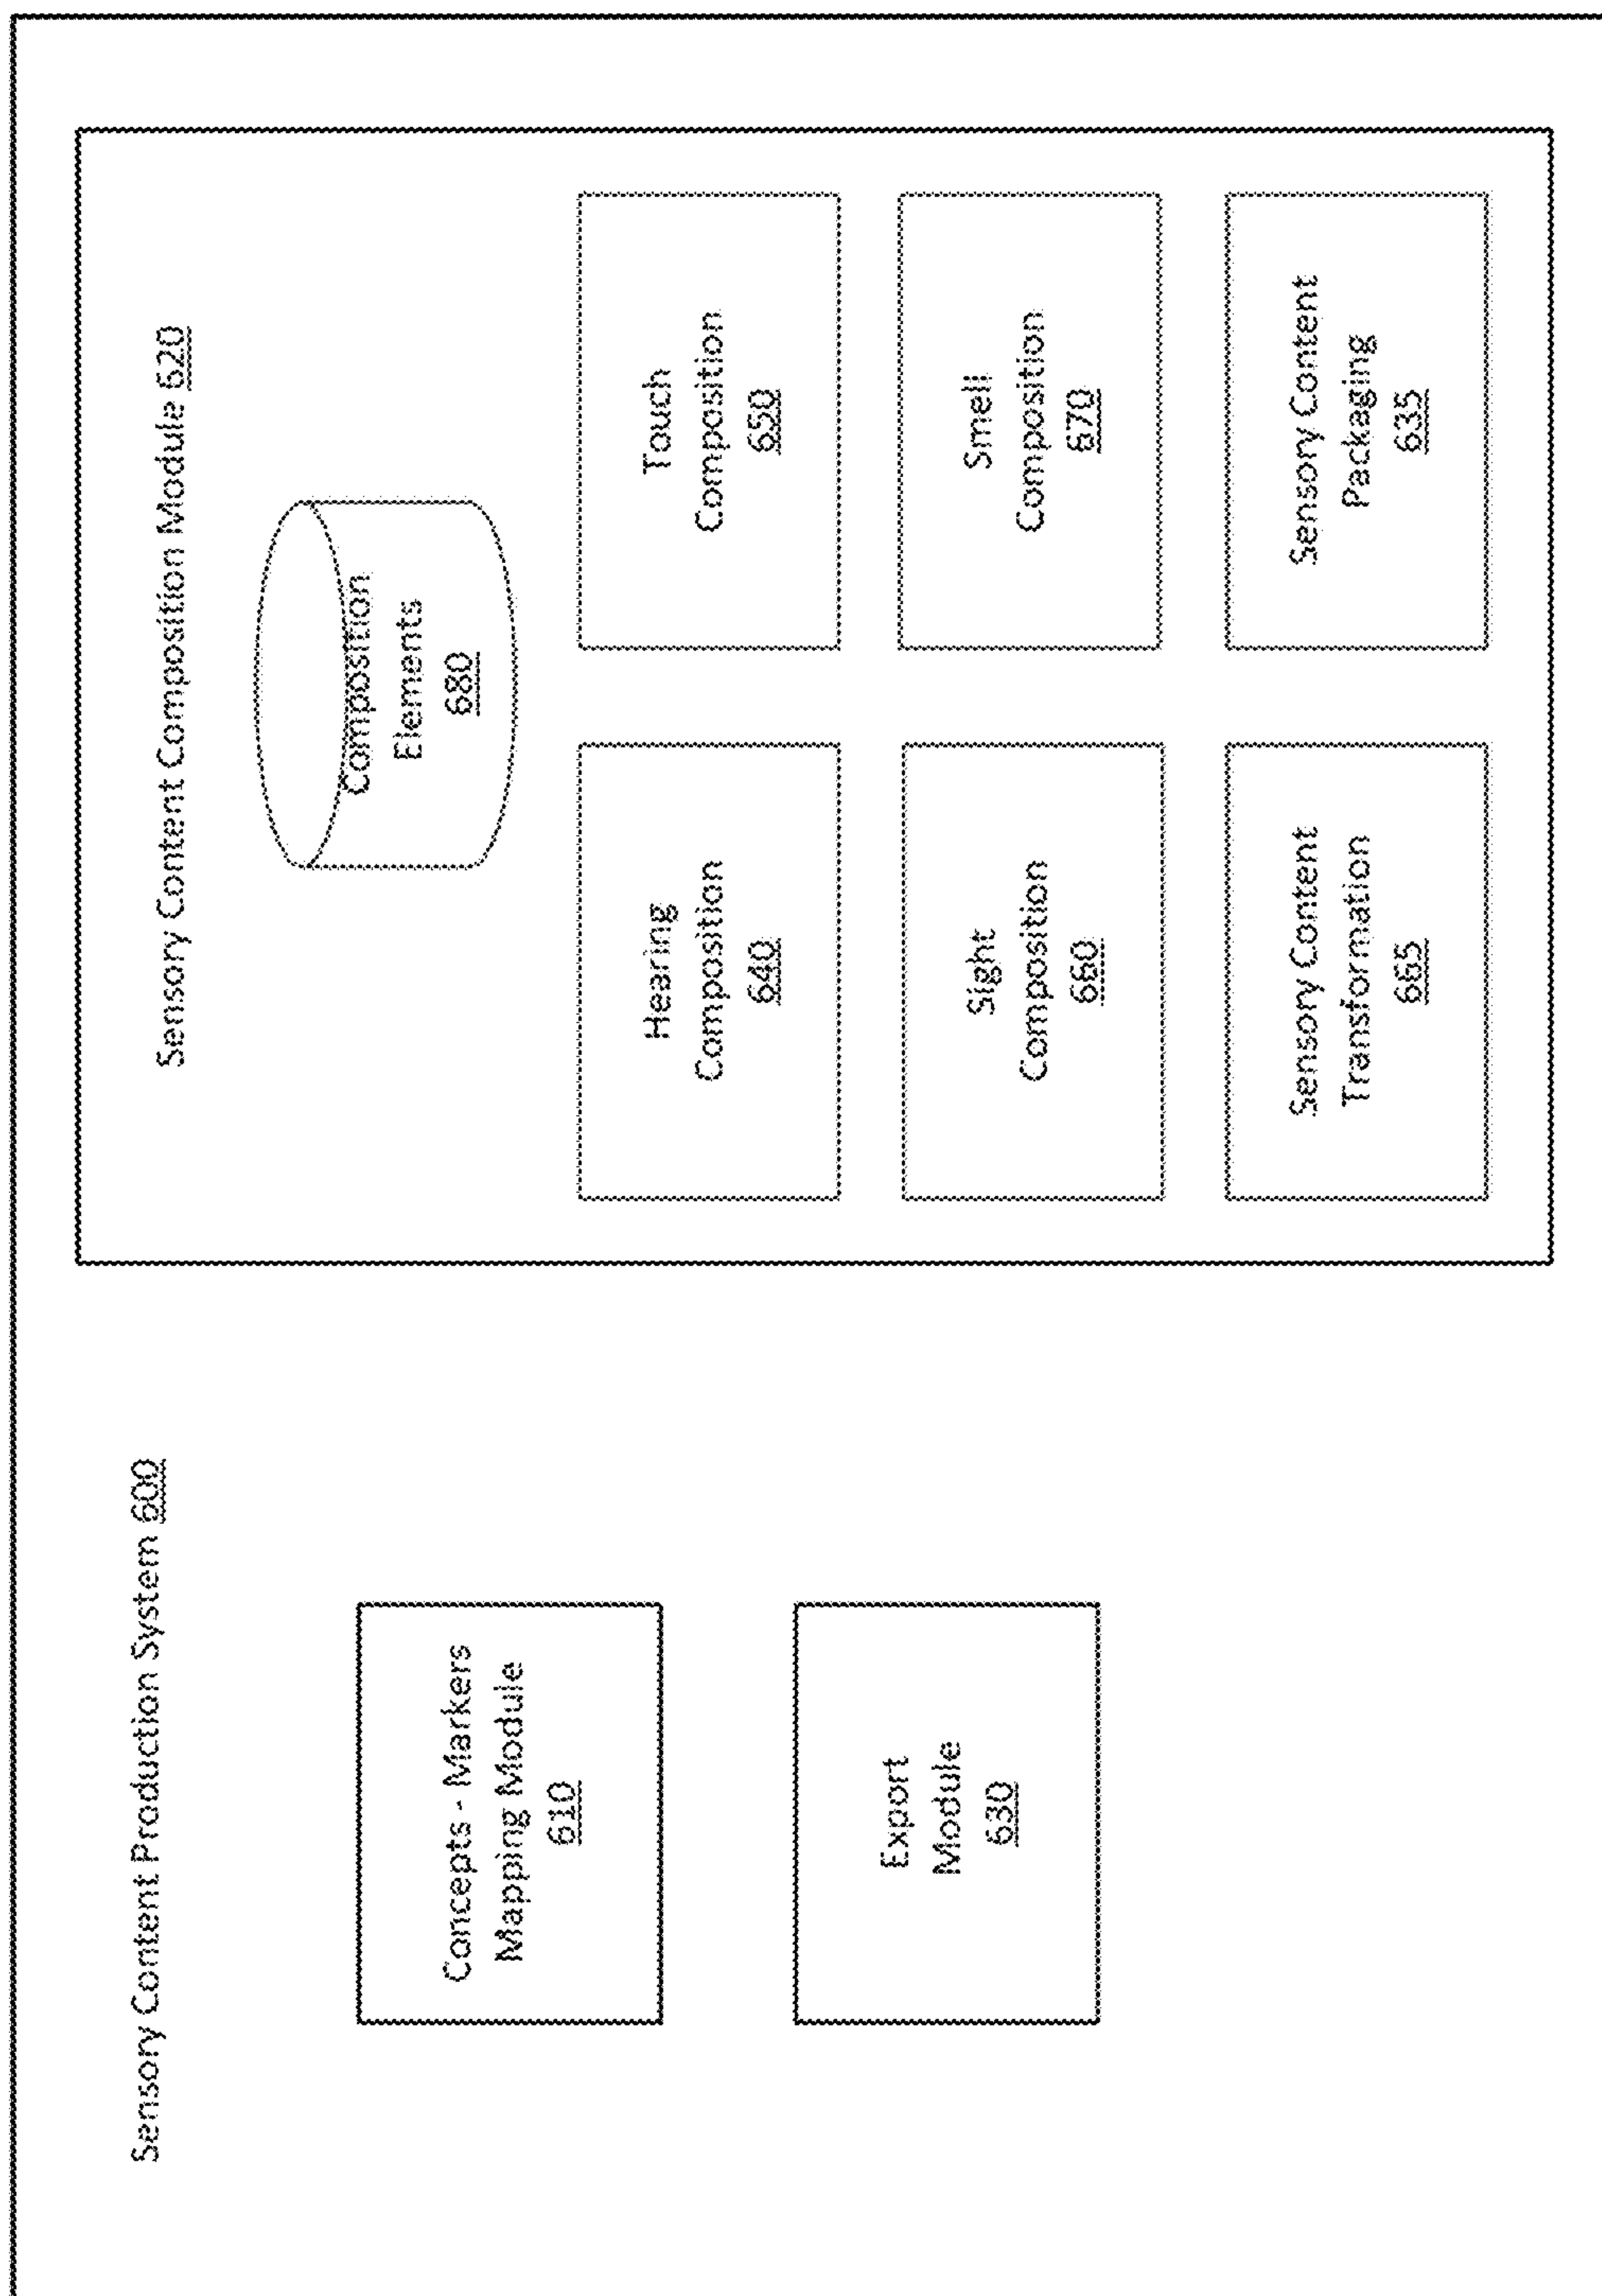 Sensory Content Production System 600
Concepts - Markers
Mapping Module
610
Export
Module
630
Sensory Content Composition Module 620
Composition
Elements
680
Hearing
Composition
640
Touch
Composition
650
Sight
Composition
660
Smell
Composition
670
Sensory Content
Transformation
665
Sensory Content
Packaging
635